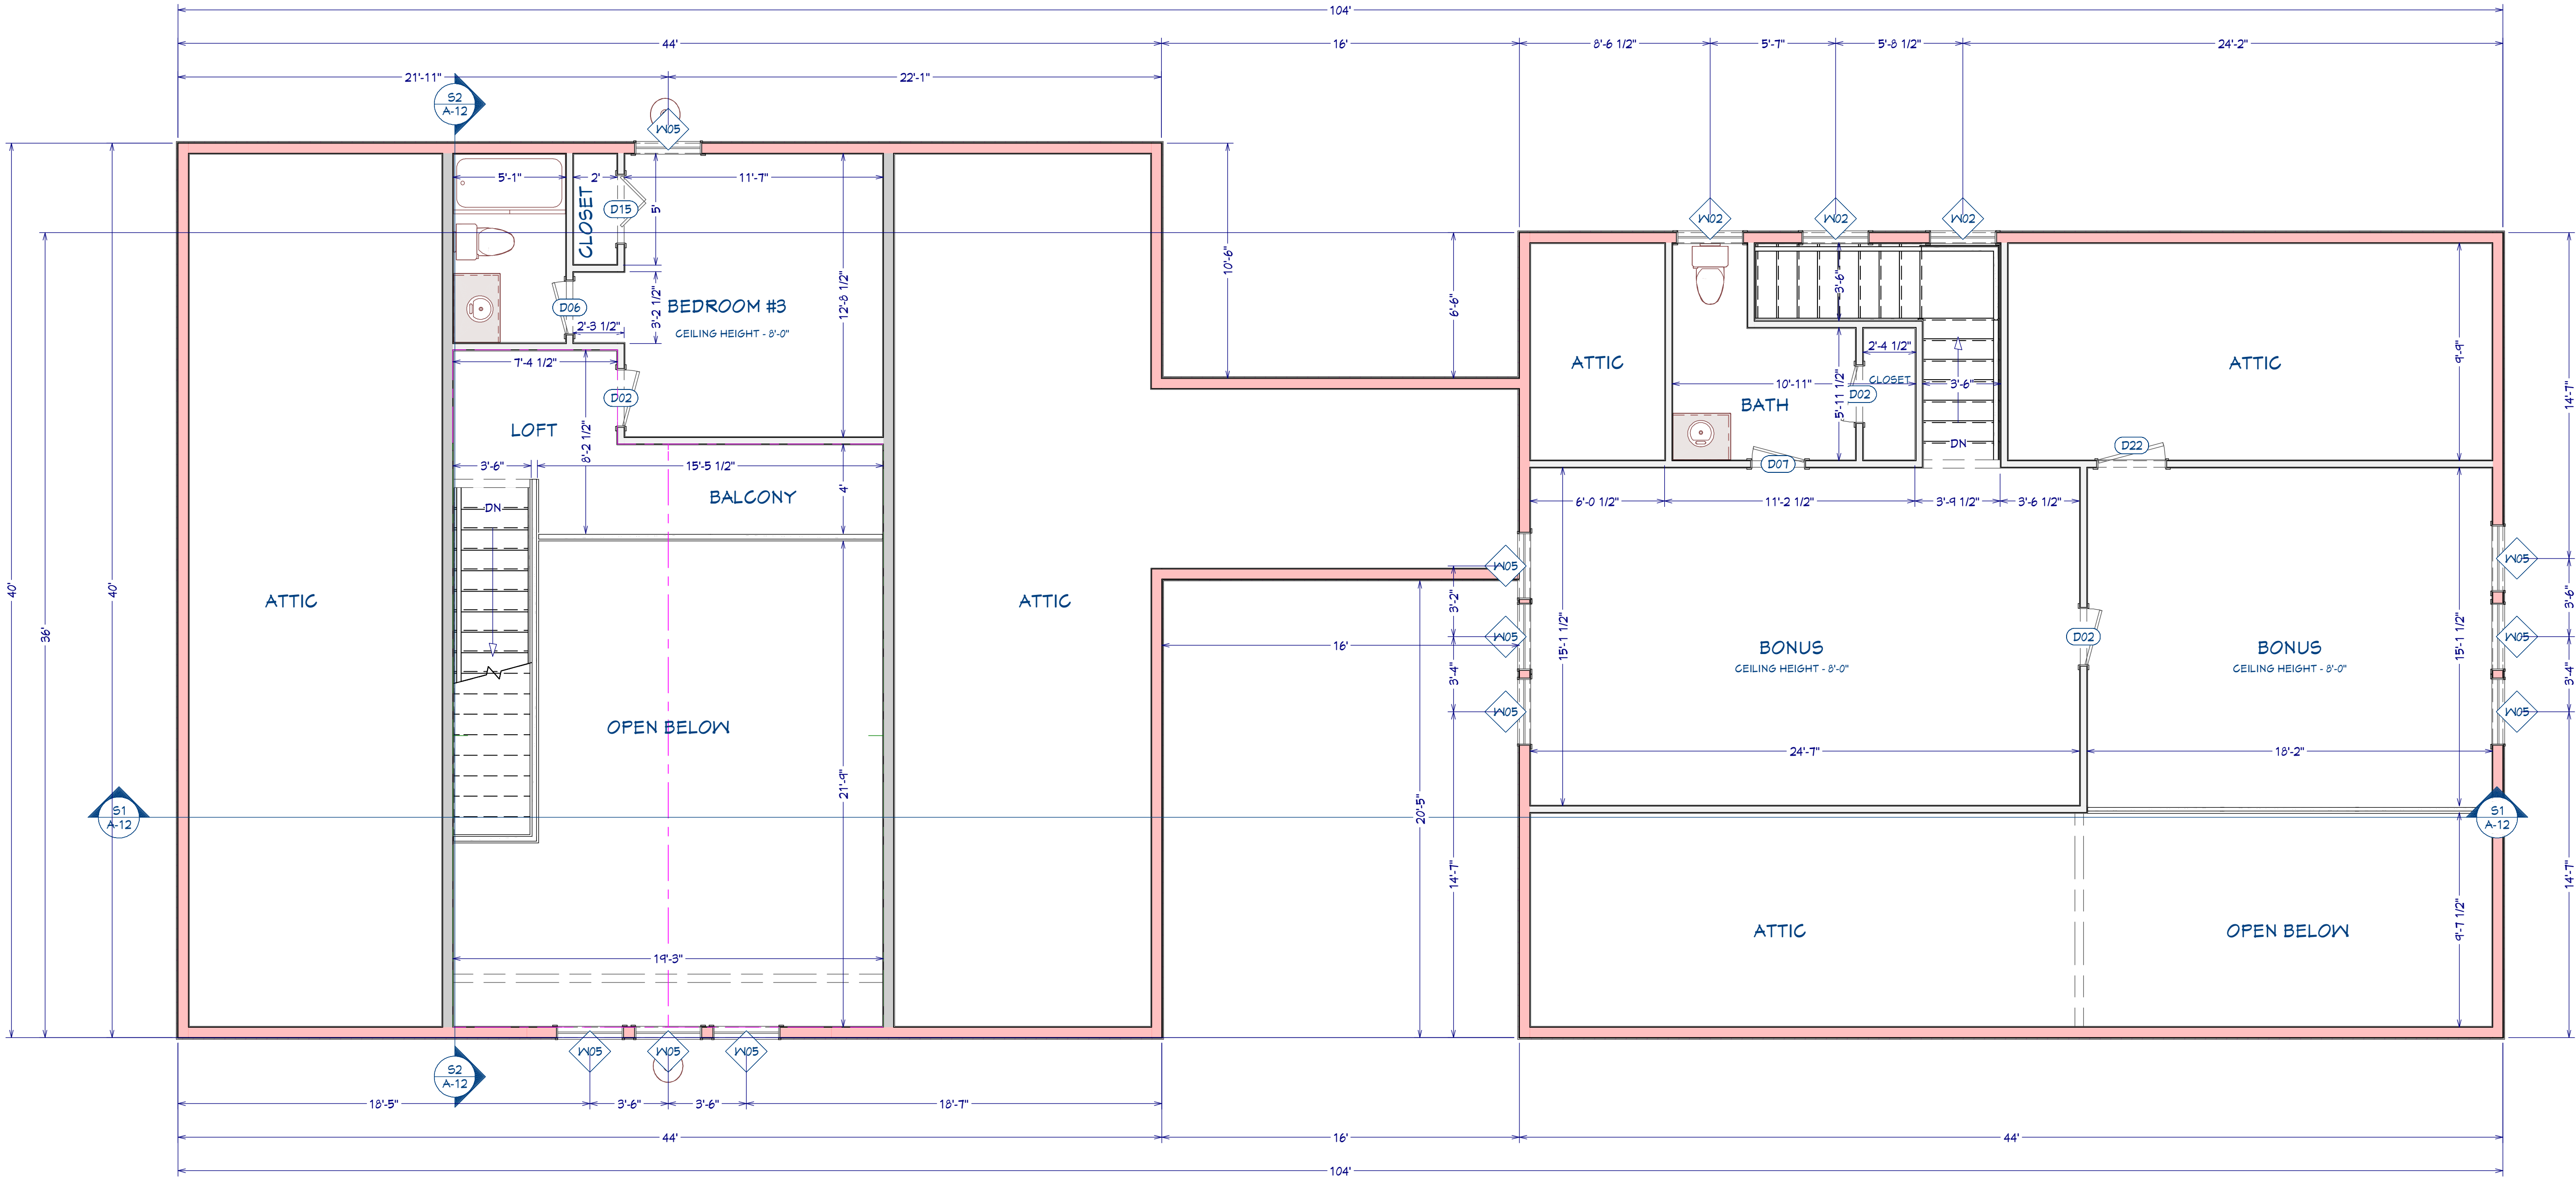 104'
44'
16'
8'-6 1/2"
5'-7"
5'-8 1/2"
24'-2"
21'-11"
22'-1"
S2
A-12
W05
5'-1"
2'
11'-7"
CLOSET
D15
5'
W02
W02
W02
D06
BEDROOM #3
CEILING HEIGHT - 8'-0"
2'-3 1/2"
3'-2 1/2"
12'-8 1/2"
10'-6"
6'-6"
3'-6"
7'-4 1/2"
D02
ATTIC
2'-4 1/2"
CLOSET
10'-11"
5'-11 1/2"
D02
3'-6"
BATH
ATTIC
9'-9"
14'-7"
LOFT
8'-2 1/2"
DN
D22
D07
3'-6"
15'-5 1/2"
BALCONY
4'
DN
6'-0 1/2"
11'-2 1/2"
3'-9 1/2"
3'-6 1/2"
40'
40'
36'
ATTIC
ATTIC
W05
W05
W05
3'-2"
3'-4"
16'
15'-1 1/2"
BONUS
CEILING HEIGHT - 8'-0"
D02
BONUS
CEILING HEIGHT - 8'-0"
15'-1 1/2"
W05
W05
W05
3'-6"
3'-4"
OPEN BELOW
21'-9"
24'-7"
18'-2"
S1
A-12
20'-5"
14'-7"
S1
A-12
14'-7"
ATTIC
OPEN BELOW
9'-7 1/2"
19'-3"
W05
W05
W05
S2
A-12
18'-5"
3'-6"
3'-6"
18'-7"
44'
16'
44'
104'